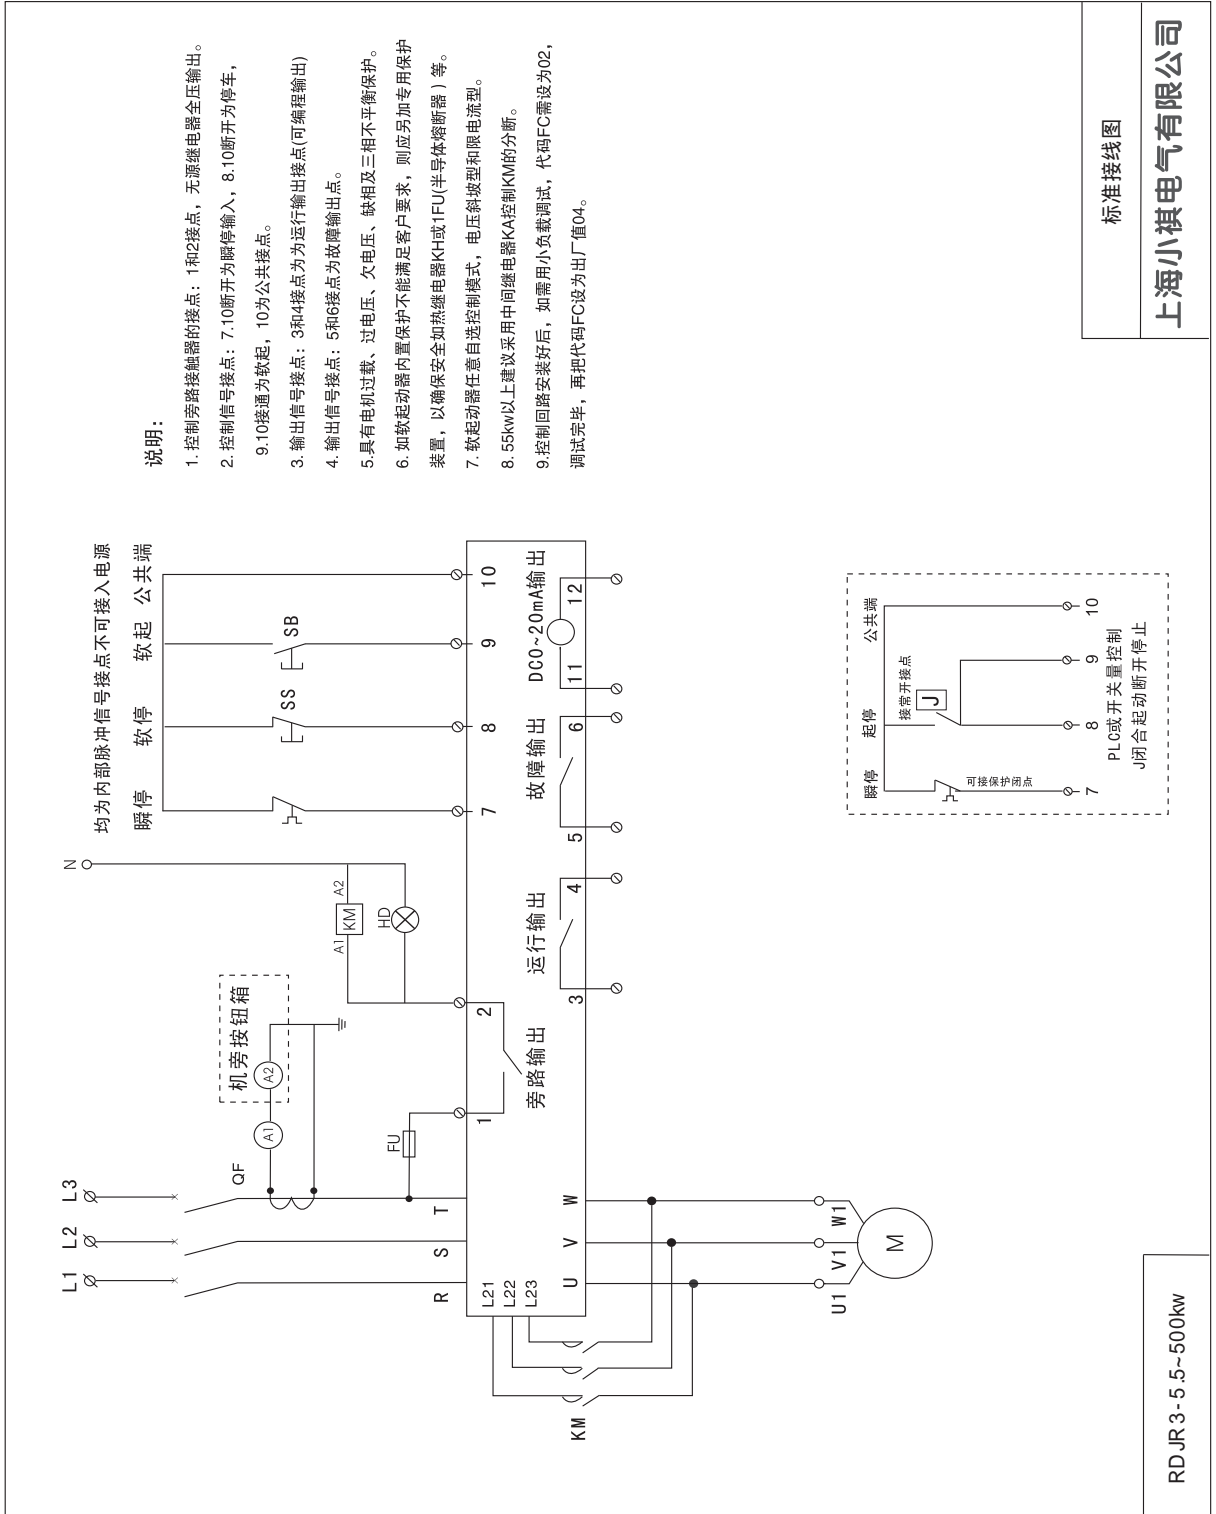 L1
L2
L3
N
均为内部脉冲信号接点不可接入电源
瞬停
软停
软起
公共端
QF
A1
A2
机旁按钮箱
FU
A1
KM
A2
HD
SS
SB
R
S
T
1
2
7
8
9
10
L21
L22
L23
旁路输出
运行输出
故障输出
DC0~20mA输出
U
V
W
3
4
5
6
11
12
KM
U1
V1
W1
M
说明：
1. 控制旁路接触器的接点：1和2接点，无源继电器全压输出。
2. 控制信号接点：7.10断开为瞬停输入，8.10断开为停车，
9.10接通为软起，10为公共接点。
3. 输出信号接点：3和4接点为为运行输出接点(可编程输出)
4. 输出信号接点：5和6接点为故障输出点。
5.具有电机过载、过电压、欠电压、缺相及三相不平衡保护。
6. 如软起动器内置保护不能满足客户要求，则应另加专用保护
装置，以确保安全如热继电器KH或1FU(半导体熔断器）等。
7. 软起动器任意自选控制模式，电压斜坡型和限电流型。
8. 55kw以上建议采用中间继电器KA控制KM的分断。
9.控制回路安装好后，如需用小负载调试，代码FC需设为02，
调试完毕，再把代码FC设为出厂值04。
瞬停
起停
公共端
接常开接点
J
可接保护闭点
7
8
9
10
PLC或开关量控制
J闭合起动断开停止
RDJR3-5.5~500kw
标准接线图
上海小祺电气有限公司